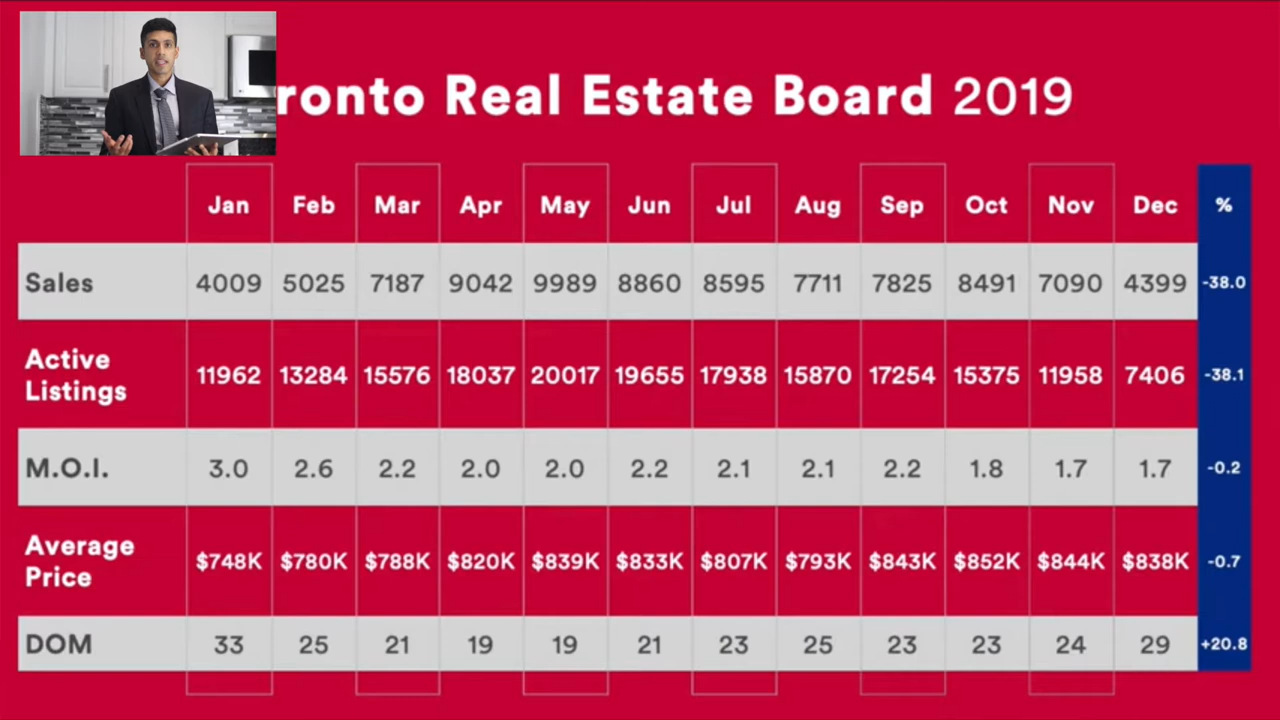 ronto Real Estate Board 2019
Jan Feb Mar Apr May Jun Jul Aug Sep Oct Nov Dec %
Sales 4009 5025 7187 9042 9989 8860 8595 7711 7825 8491 7090 4399 -38.0
Active
Listings 11962 13284 15576 18037 20017 19655 17938 15870 17254 15375 11958 7406 -38.1
M.O.I. 3.0 2.6 2.2 2.0 2.0 2.2 2.1 2.1 2.2 1.8 1.7 1.7 -0.2
Average
Price $748K $780K $788K $820K $839K $833K $807K $793K $843K $852K $844K $838K -0.7
DOM 33 25 21 19 19 21 23 25 23 23 24 29 +20.8